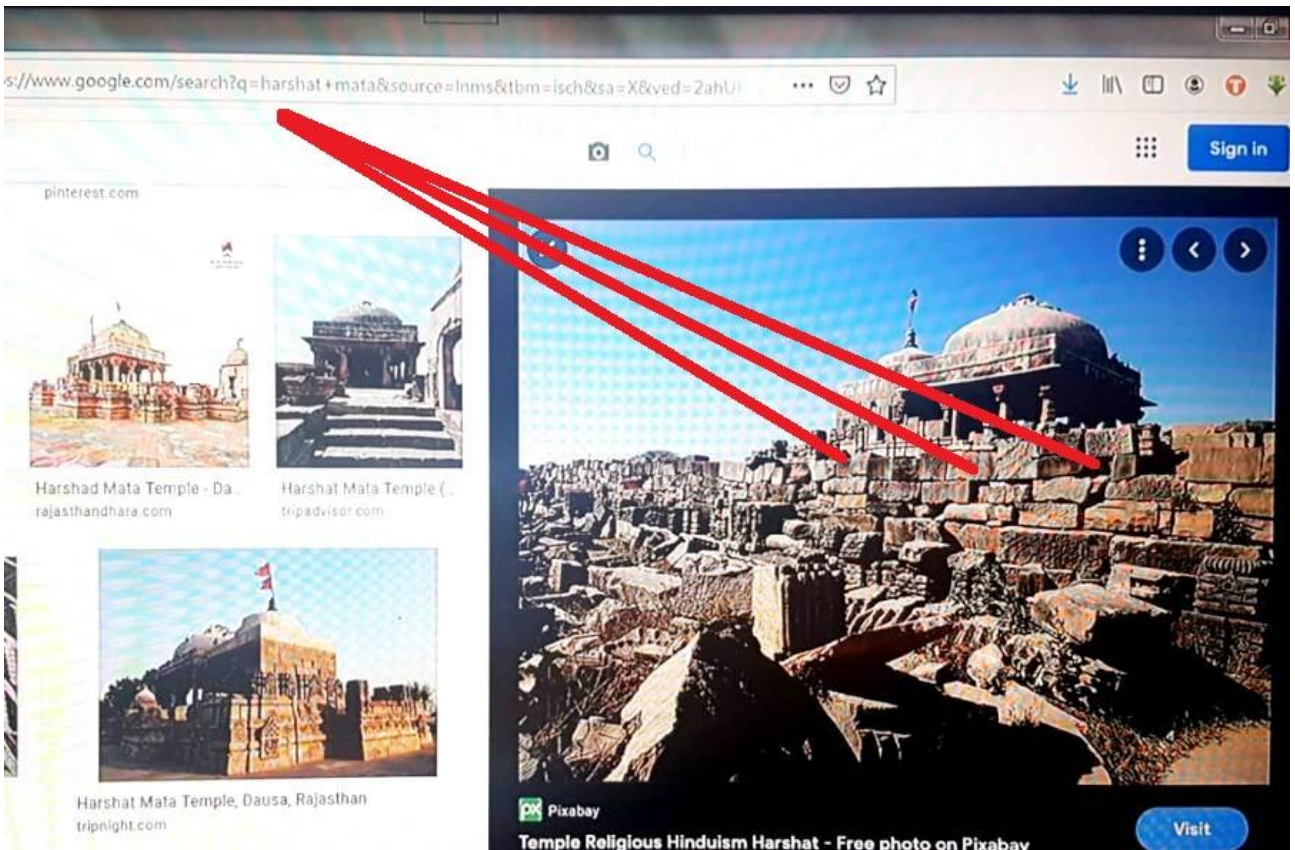 s://www.google.com/search?q=harshat+mata&source=lnms&tbm=isch&sa=X&ved=2ahU
Sign in
pinterest.com
Harshad Mata Temple - Da...
rajasthandhara.com
Harshat Mata Temple (...
tripadvisor.com
Harshat Mata Temple, Dausa, Rajasthan
tripnight.com
Pixabay
Temple Religious Hinduism Harshat - Free photo on Pixabay
Visit